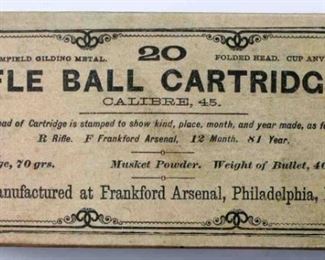 MFIELD GILDING METAL. 20 FOLDED HEAD. CUP ANV
FLE BALL CARTRIDG
CALIBRE, 45.
ead of Cartridge is stamped to show kind, place, month, and year made, as fo
R Rifle. F Frankford Arsenal, 12 Month. 81 Year.
ge, 70 grs. Musket Powder. Weight of Bullet, 40
anufactured at Frankford Arsenal, Philadelphia,